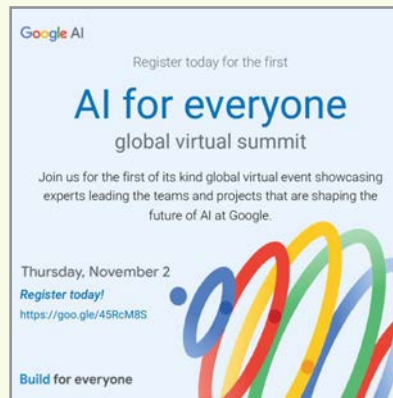 Google AI
Register today for the first
AI for everyone
global virtual summit
Join us for the first of its kind global virtual event showcasing
experts leading the teams and projects that are shaping the
future of AI at Google.
Thursday, November 2
Register today!
https://goo.gle/45RcM8S
Build for everyone